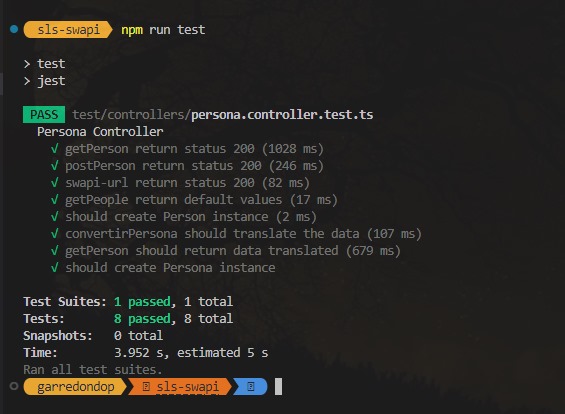 sls-swapi npm run test
> test
> jest
PASS test/controllers/persona.controller.test.ts
Persona Controller
√ getPerson return status 200 (1028 ms)
√ postPerson return status 200 (246 ms)
√ swapi-url return status 200 (82 ms)
√ getPeople return default values (17 ms)
√ should create Person instance (2 ms)
√ convertirPersona should translate the data (107 ms)
√ getPerson should return data translated (679 ms)
√ should create Persona instance
Test Suites: 1 passed, 1 total
Tests: 8 passed, 8 total
Snapshots: 0 total
Time: 3.952 s, estimated 5 s
Ran all test suites.
garredondop sls-swapi